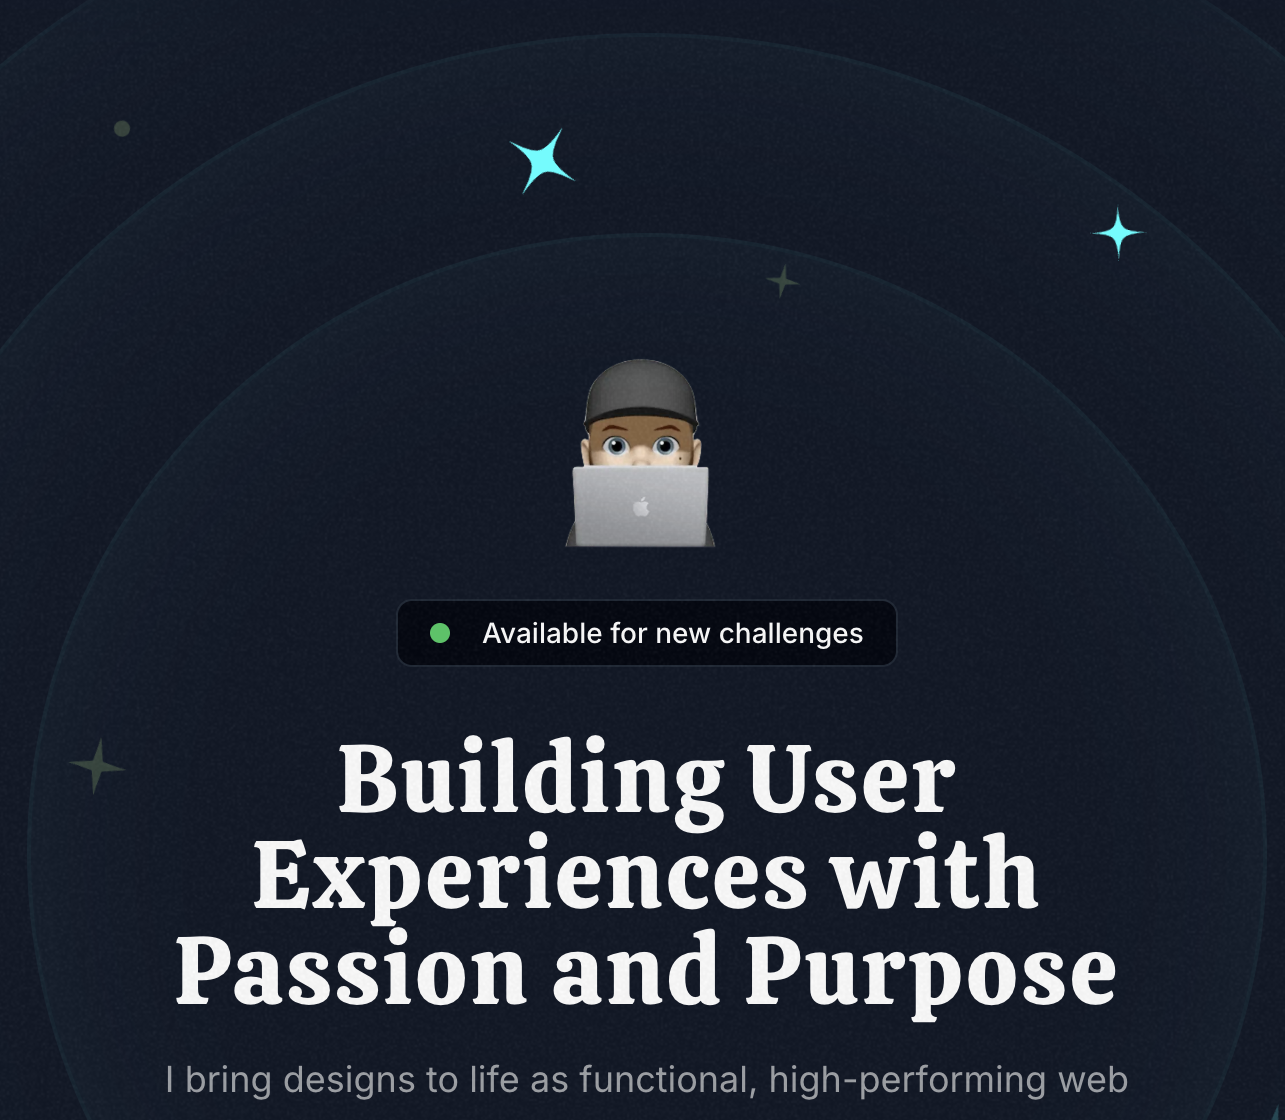 Available for new challenges
Building User
Experiences with
Passion and Purpose
I bring designs to life as functional, high-performing web